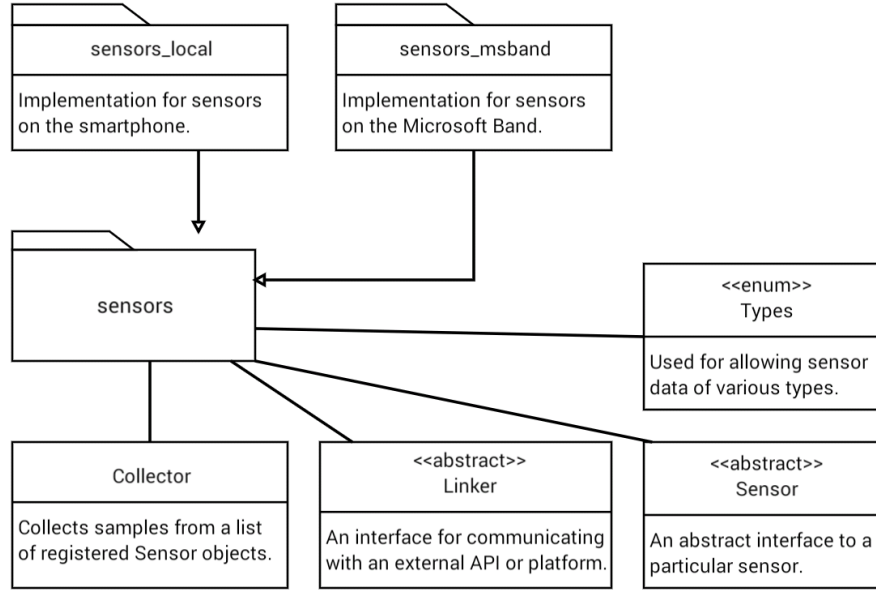 sensors_local
Implementation for sensors
on the smartphone.
sensors_msband
Implementation for sensors
on the Microsoft Band.
sensors
<<enum>>
Types
Used for allowing sensor
data of various types.
Collector
Collects samples from a list
of registered Sensor objects.
<<abstract>>
Linker
An interface for communicating
with an external API or platform.
<<abstract>>
Sensor
An abstract interface to a
particular sensor.